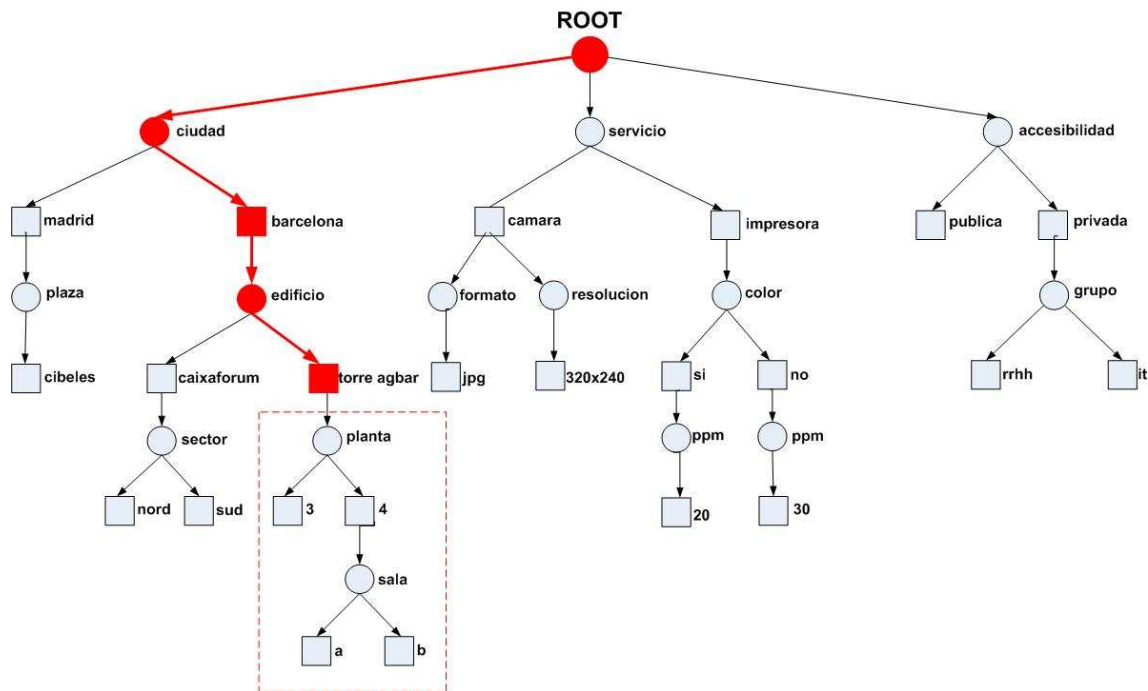 ROOT
ciudad
servicio
accesibilidad
madrid
barcelona
camara
impresora
publica
privada
plaza
edificio
formato
resolucion
color
grupo
cibeles
caixaforum
torre agbar
jpg
320x240
si
no
rrhh
it
sector
planta
ppm
ppm
nord
sud
3
4
20
30
sala
a
b